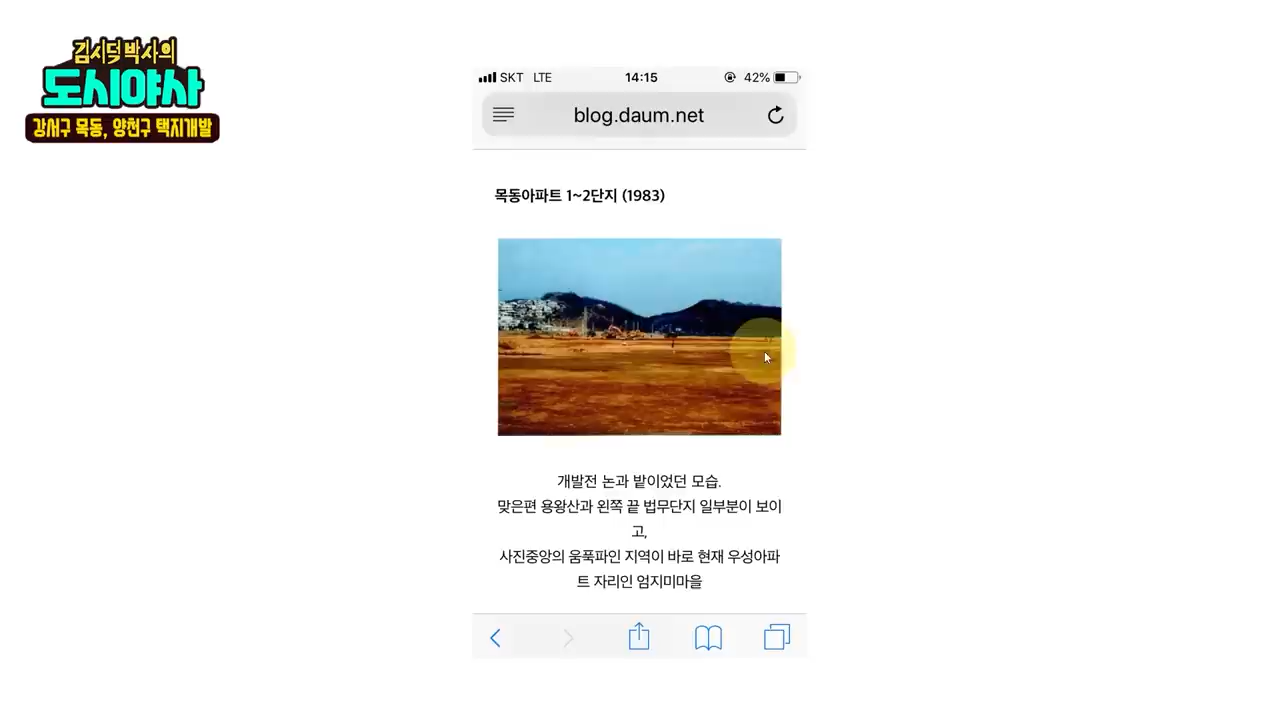 김시덕 박사의
도시야사
강서구 목동, 양천구 택지개발
SKT LTE 14:15 42%
blog.daum.net
목동아파트 1~2단지 (1983)
개발전 논과 밭이었던 모습.
맞은편 용왕산과 왼쪽 끝 법무단지 일부분이 보이
고,
사진중앙의 움푹파인 지역이 바로 현재 우성아파
트 자리인 엄지미마을